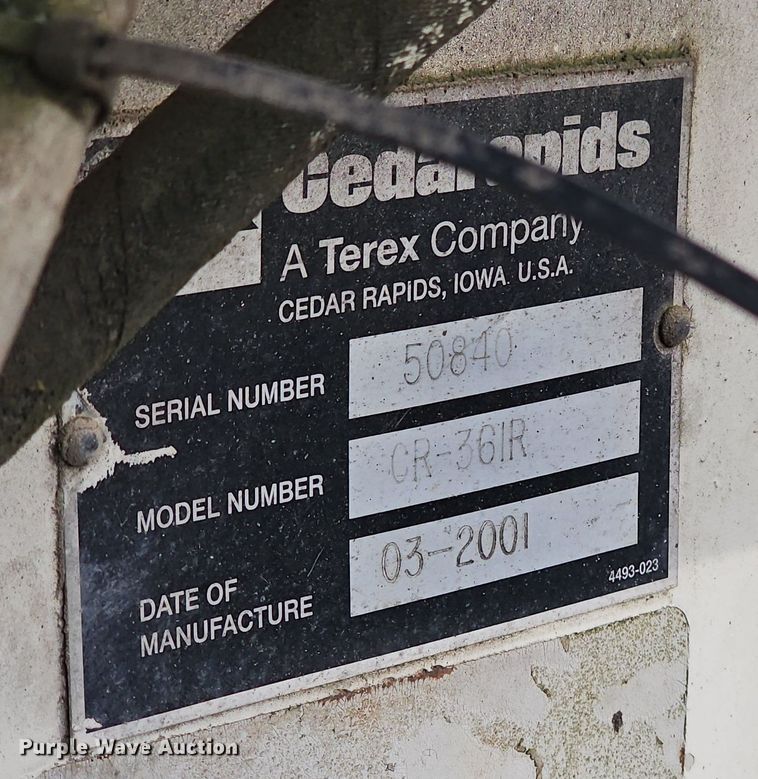 Cedarapids
A Terex Company
CEDAR RAPIDS, IOWA U.S.A.
SERIAL NUMBER 50840
MODEL NUMBER CR-361R
DATE OF
MANUFACTURE 03-2001
4493-023
Purple Wave Auction